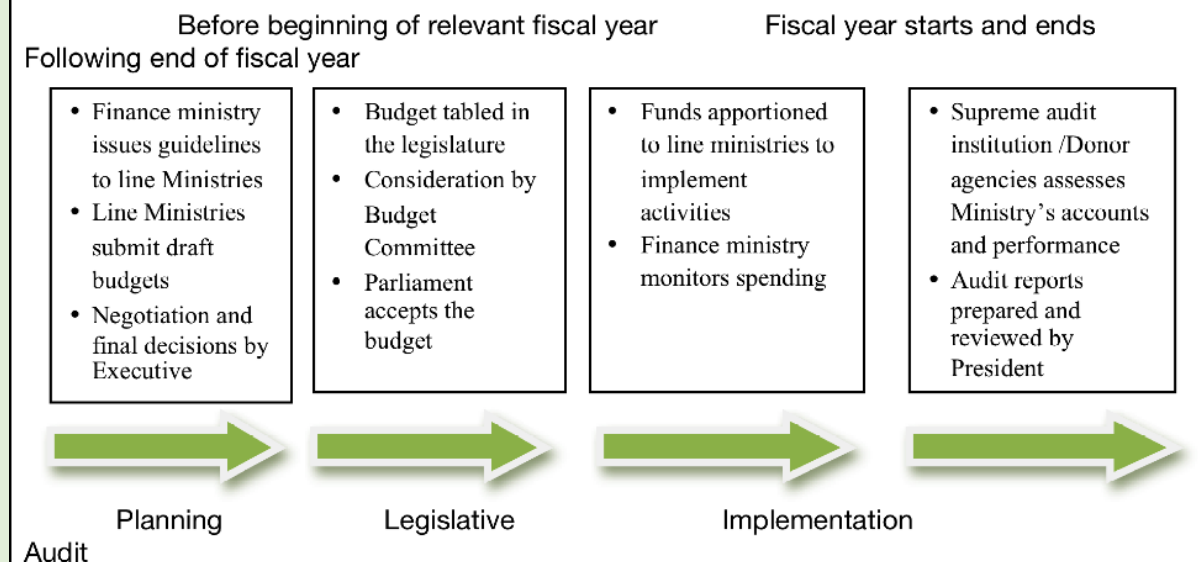 Before beginning of relevant fiscal year Fiscal year starts and ends
Following end of fiscal year
• Finance ministry
issues guidelines
to line Ministries
• Line Ministries
submit draft
budgets
• Negotiation and
final decisions by
Executive
• Budget tabled in
the legislature
• Consideration by
Budget
Committee
• Parliament
accepts the
budget
• Funds apportioned
to line ministries to
implement
activities
• Finance ministry
monitors spending
• Supreme audit
institution /Donor
agencies assesses
Ministry’s accounts
and performance
• Audit reports
prepared and
reviewed by
President
Planning Legislative Implementation
Audit